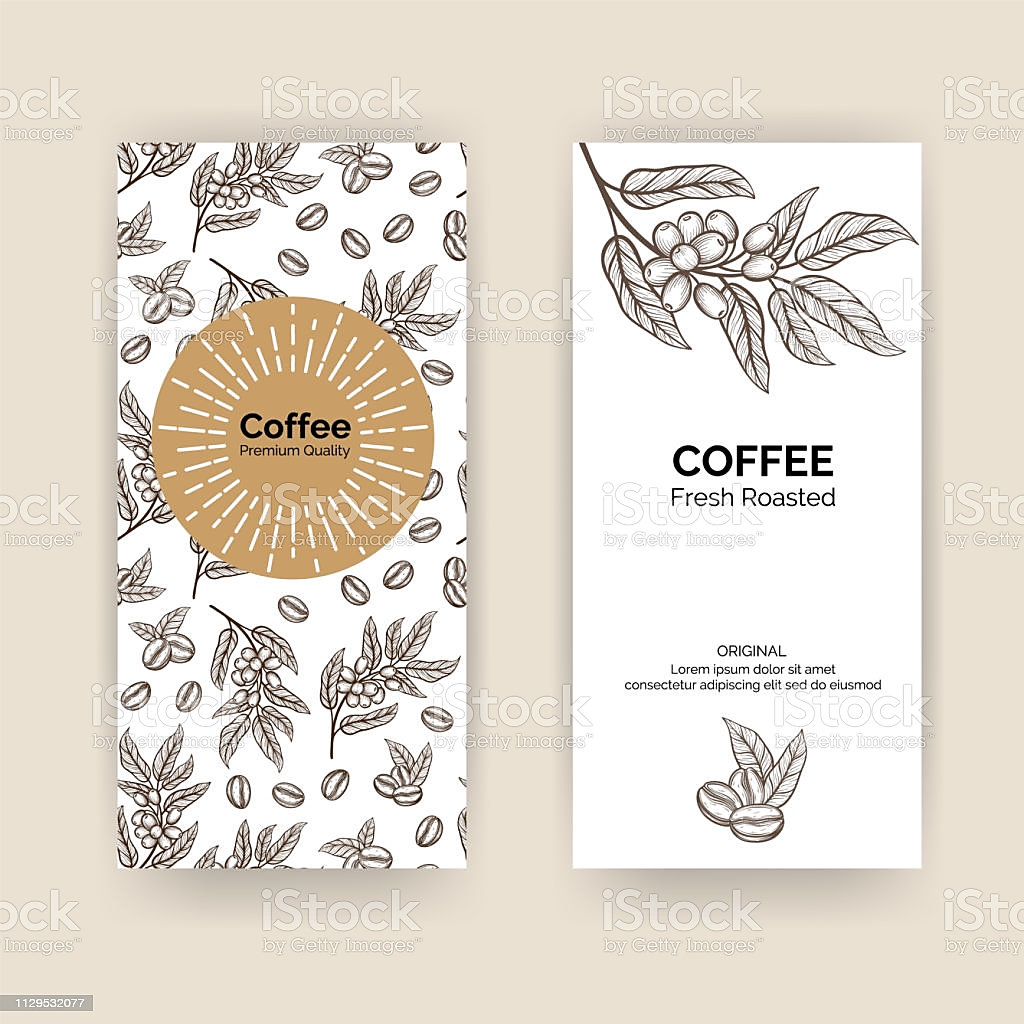 Coffee
Premium Quality
COFFEE
Fresh Roasted
ORIGINAL
Lorem ipsum dolor sit amet
consectetur adipiscing elit sed do eiusmod
iStock
by Getty Images™
1129532077